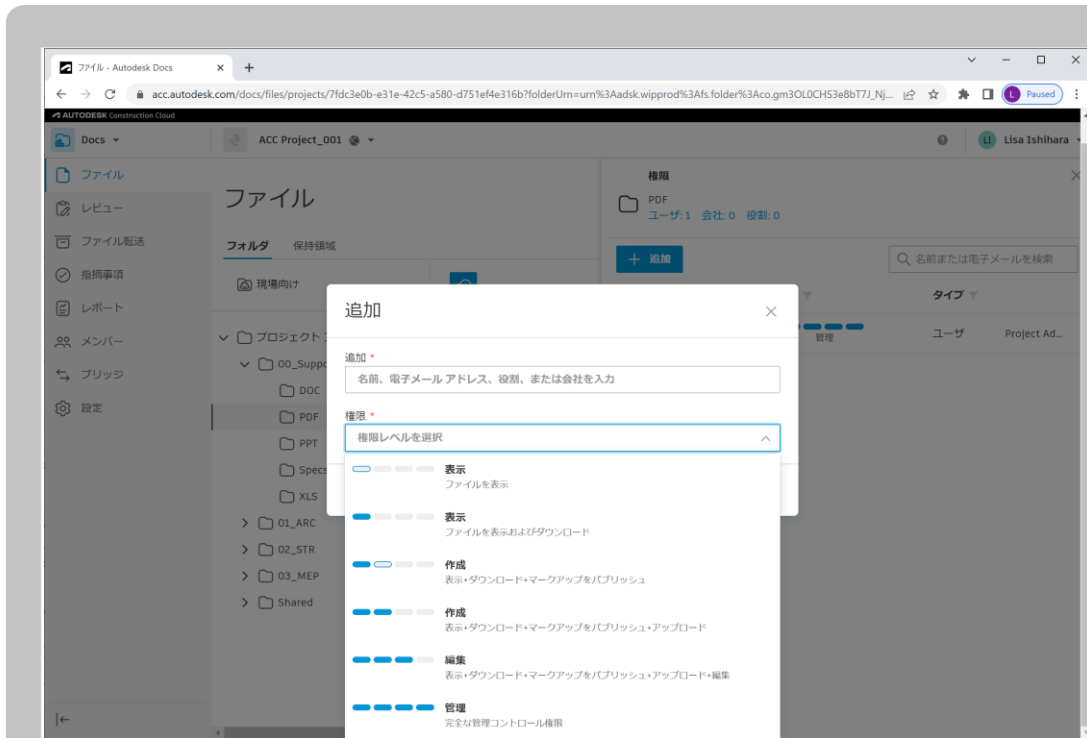 ファイル - Autodesk Docs
acc.autodesk.com/docs/files/projects/7fdc3e0b-e31e-42c5-a580-d751ef4e316b?folderUrn=urn%3Aadsk.wipprod%3Afs.folder%3Aco.gm3OL0CHS3e8bT7J_Nj...
L Paused
AUTODESK Construction Cloud
Docs
ACC Project_001
LI Lisa Ishihara
ファイル
レビュー
ファイル転送
指摘事項
レポート
メンバー
ブリッジ
設定
ファイル
フォルダ 保持領域
現場向け
プロジェクト
00_Suppo
DOC
PDF
PPT
Specs
XLS
01_ARC
02_STR
03_MEP
Shared
権限
PDF
ユーザ: 1 会社: 0 役割: 0
+ 追加
名前または電子メールを検索
タイプ
管理
ユーザ
Project Ad...
追加
追加 *
名前、電子メール アドレス、役割、または会社を入力
権限 *
権限レベルを選択
表示
ファイルを表示
表示
ファイルを表示およびダウンロード
作成
表示+ダウンロード+マークアップをパブリッシュ
作成
表示+ダウンロード+マークアップをパブリッシュ+アップロード
編集
表示+ダウンロード+マークアップをパブリッシュ+アップロード+編集
管理
完全な管理コントロール権限